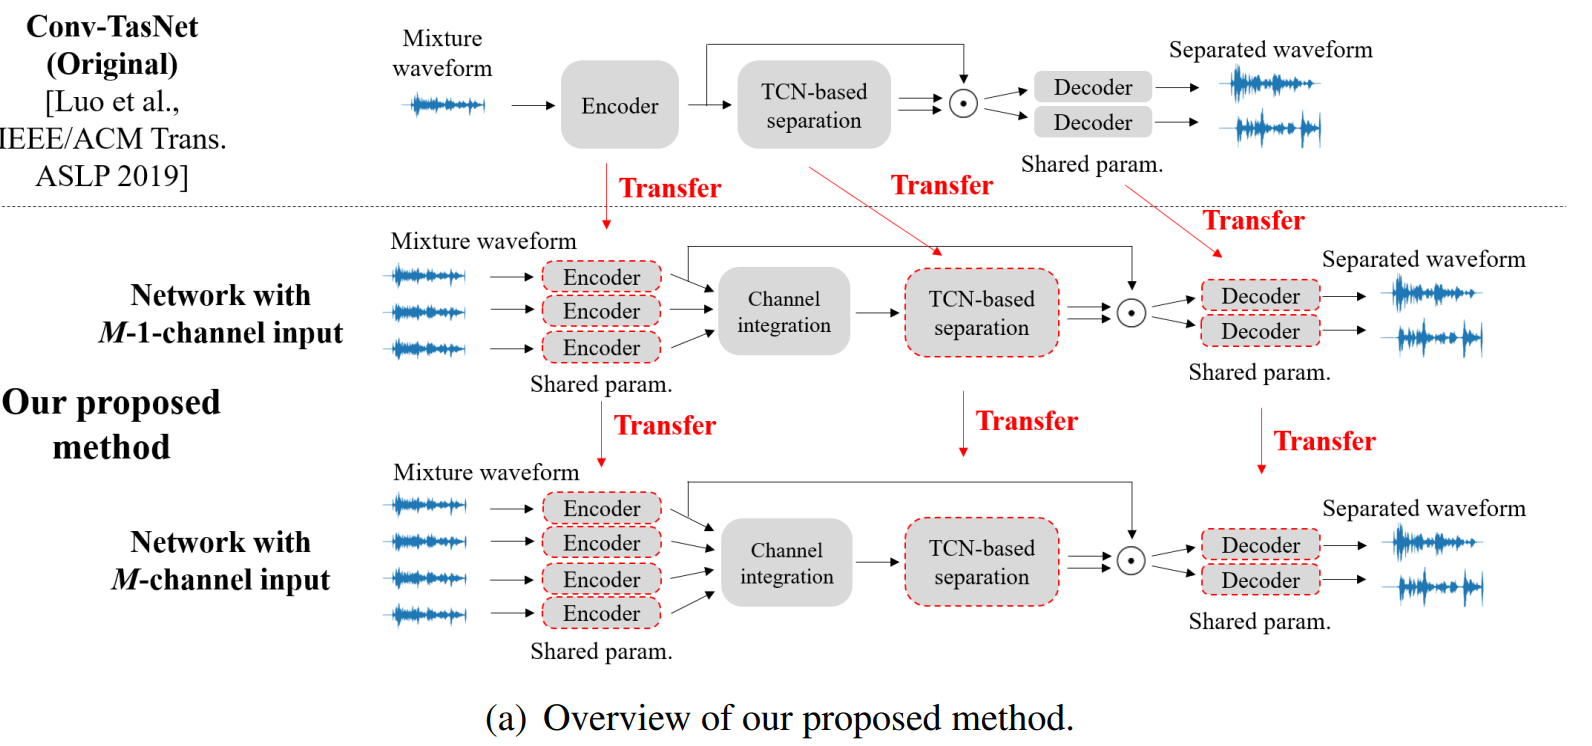 Conv-TasNet
(Original)
[Luo et al.,
IEEE/ACM Trans.
ASLP 2019]
Mixture
waveform
Encoder
TCN-based
separation
Decoder
Decoder
Shared param.
Separated waveform
Transfer
Transfer
Transfer
Our proposed
method
Network with
M-1-channel input
Mixture waveform
Encoder
Encoder
Encoder
Shared param.
Channel
integration
TCN-based
separation
Decoder
Decoder
Shared param.
Separated waveform
Transfer
Transfer
Transfer
Network with
M-channel input
Mixture waveform
Encoder
Encoder
Encoder
Encoder
Shared param.
Channel
integration
TCN-based
separation
Decoder
Decoder
Shared param.
Separated waveform
(a) Overview of our proposed method.